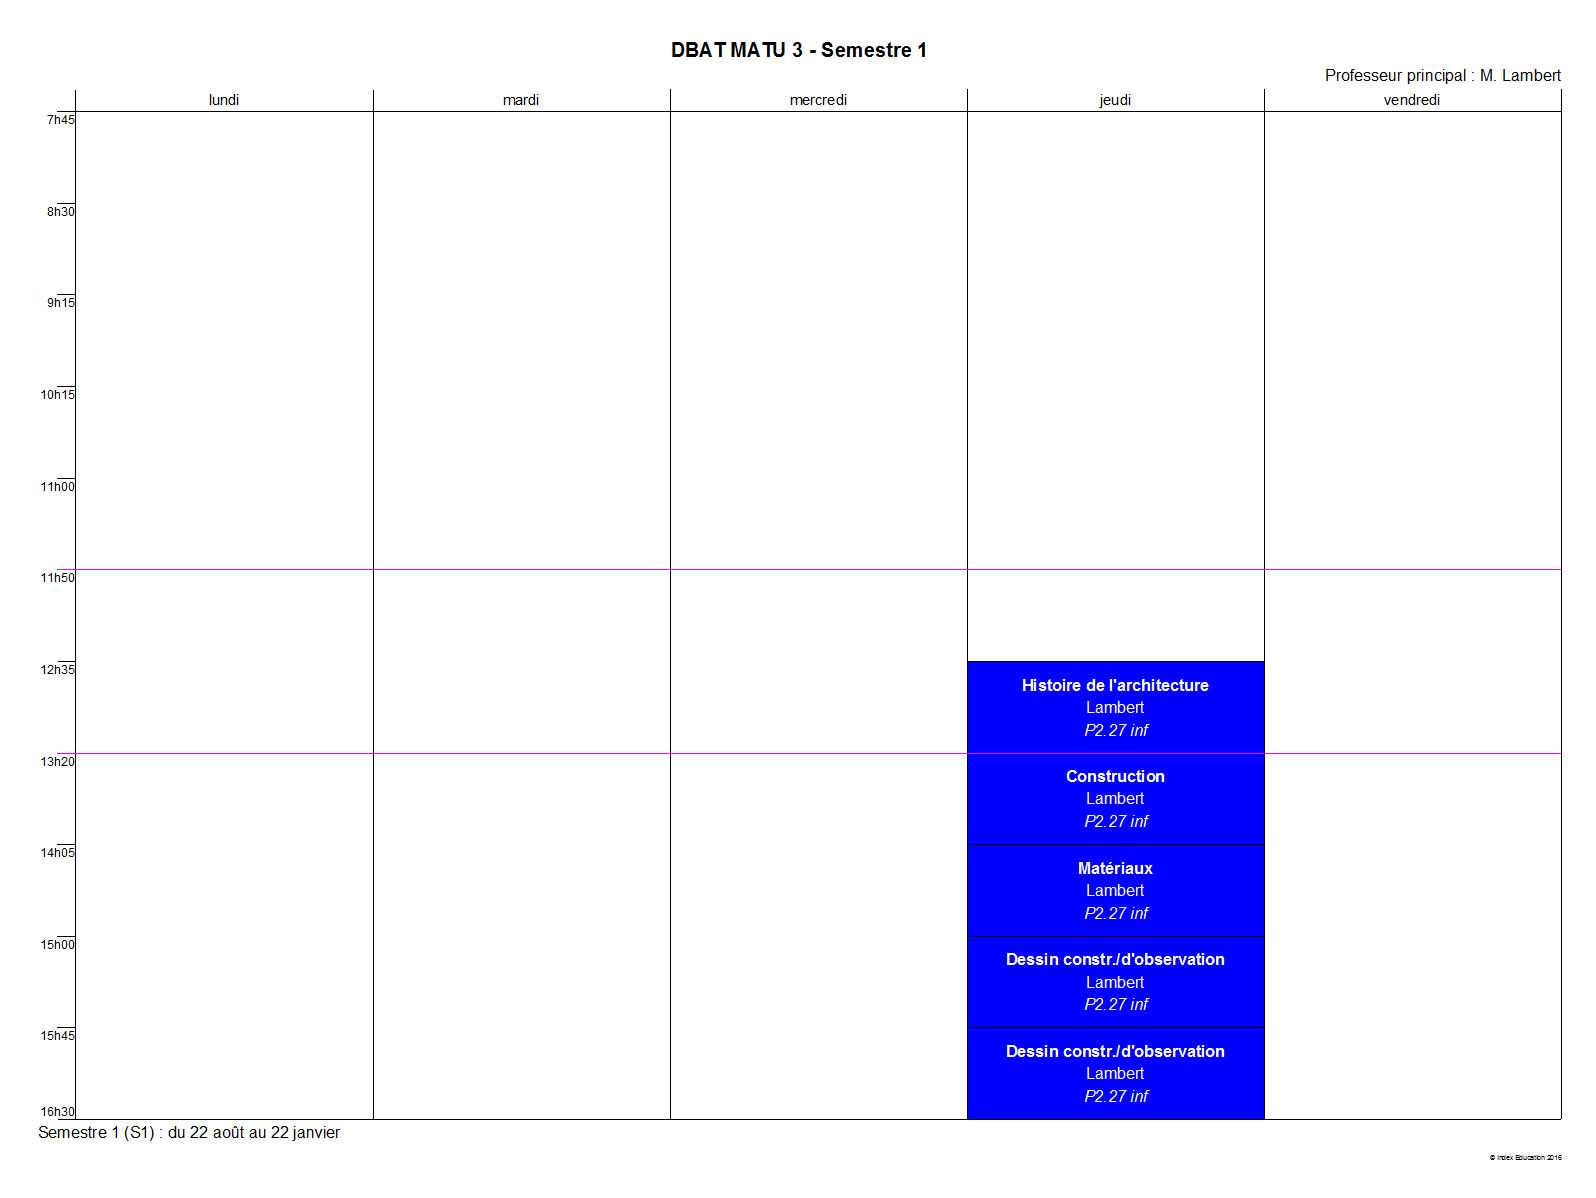 DBAT MATU 3 - Semestre 1
Professeur principal : M. Lambert
lundi
mardi
mercredi
jeudi
vendredi
7h45
8h30
9h15
10h15
11h00
11h50
12h35
Histoire de l'architecture
Lambert
P2.27 inf
13h20
Construction
Lambert
P2.27 inf
14h05
Matériaux
Lambert
P2.27 inf
15h00
Dessin constr./d'observation
Lambert
P2.27 inf
15h45
Dessin constr./d'observation
Lambert
P2.27 inf
16h30
Semestre 1 (S1) : du 22 août au 22 janvier
© Index Education 2016